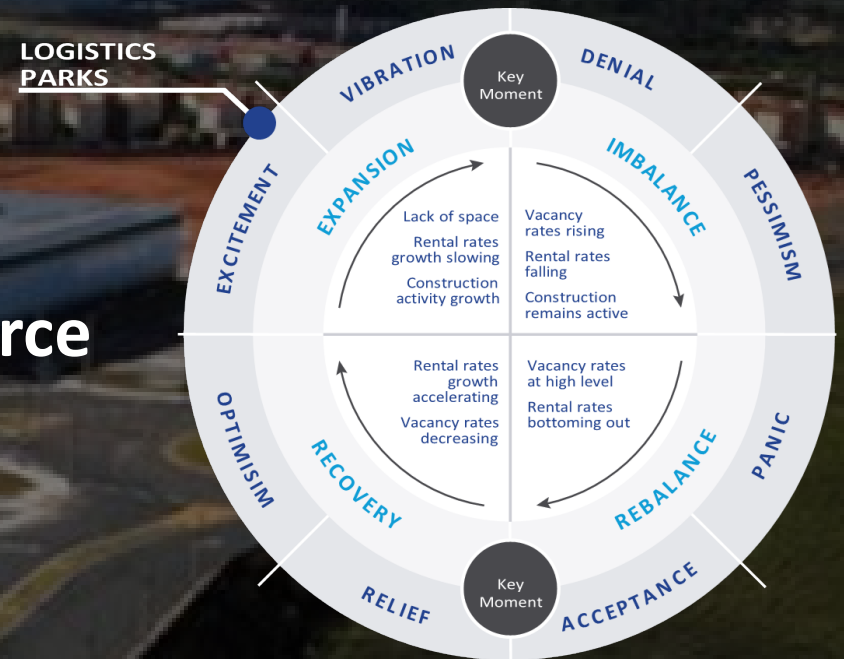 LOGISTICS
PARKS
VIBRATION
Key
Moment
DENIAL
EXCITEMENT
EXPANSION
IMBALANCE
PESSIMISM
Lack of space
Rental rates
growth slowing
Construction
activity growth
Vacancy
rates rising
Rental rates
falling
Construction
remains active
rce
Rental rates
growth
accelerating
Vacancy rates
decreasing
Vacancy rates
at high level
Rental rates
bottoming out
OPTIMISIM
RECOVERY
REBALANCE
PANIC
RELIEF
Key
Moment
ACCEPTANCE